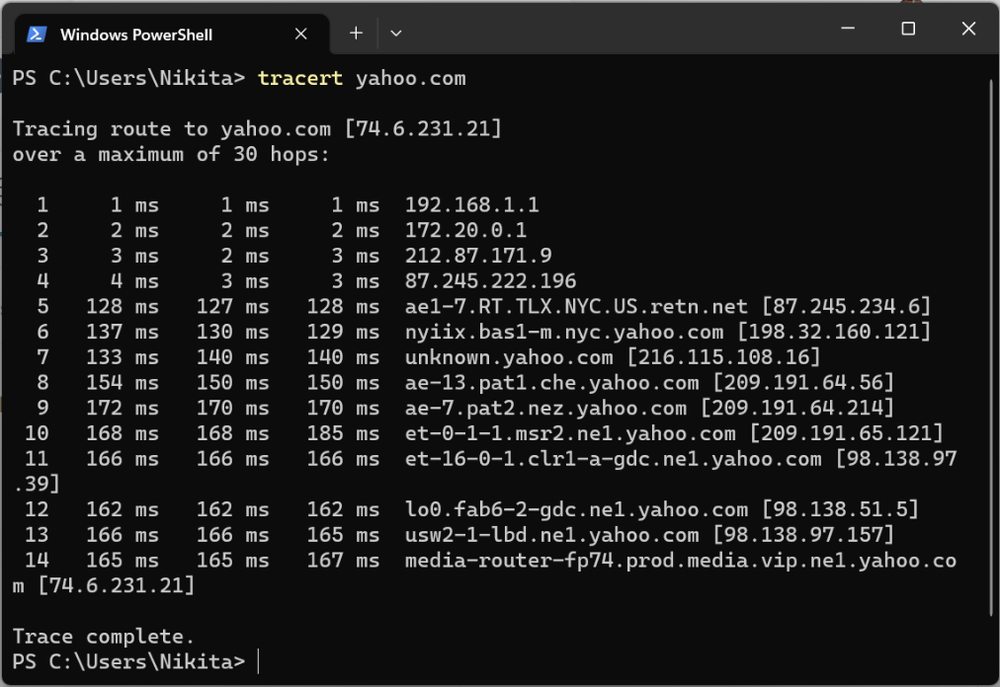 Windows PowerShell
PS C:\Users\Nikita> tracert yahoo.com
Tracing route to yahoo.com [74.6.231.21]
over a maximum of 30 hops:
1 1 ms 1 ms 1 ms 192.168.1.1
2 2 ms 2 ms 2 ms 172.20.0.1
3 3 ms 2 ms 3 ms 212.87.171.9
4 4 ms 3 ms 3 ms 87.245.222.196
5 128 ms 127 ms 128 ms ae1-7.RT.TLX.NYC.US.retn.net [87.245.234.6]
6 137 ms 130 ms 129 ms nyiix.bas1-m.nyc.yahoo.com [198.32.160.121]
7 133 ms 140 ms 140 ms unknown.yahoo.com [216.115.108.16]
8 154 ms 150 ms 150 ms ae-13.pat1.che.yahoo.com [209.191.64.56]
9 172 ms 170 ms 170 ms ae-7.pat2.nez.yahoo.com [209.191.64.214]
10 168 ms 168 ms 185 ms et-0-1-1.msr2.ne1.yahoo.com [209.191.65.121]
11 166 ms 166 ms 166 ms et-16-0-1.clr1-a-gdc.ne1.yahoo.com [98.138.97
.39]
12 162 ms 162 ms 162 ms lo0.fab6-2-gdc.ne1.yahoo.com [98.138.51.5]
13 166 ms 166 ms 165 ms usw2-1-lbd.ne1.yahoo.com [98.138.97.157]
14 165 ms 165 ms 167 ms media-router-fp74.prod.media.vip.ne1.yahoo.co
m [74.6.231.21]
Trace complete.
PS C:\Users\Nikita>